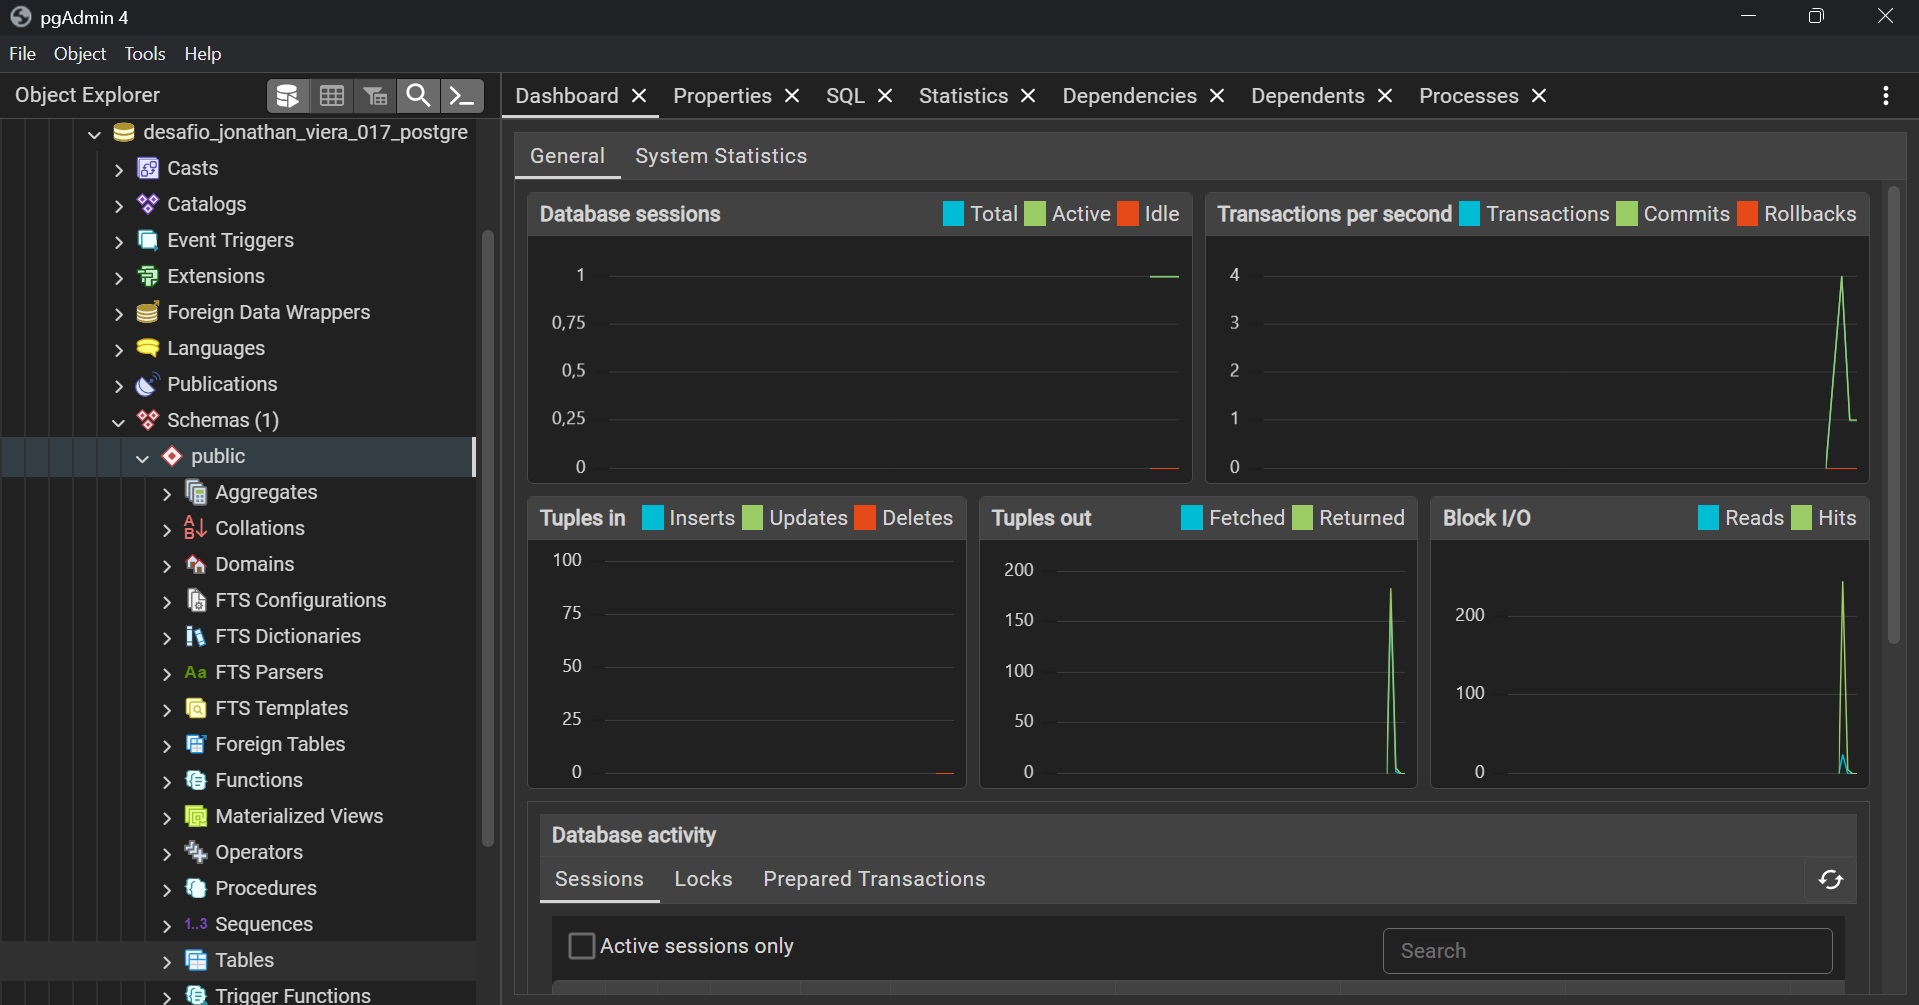 pgAdmin 4
File Object Tools Help
Object Explorer
desafio_jonathan_viera_017_postgre
Casts
Catalogs
Event Triggers
Extensions
Foreign Data Wrappers
Languages
Publications
Schemas (1)
public
Aggregates
Collations
Domains
FTS Configurations
FTS Dictionaries
Aa FTS Parsers
FTS Templates
Foreign Tables
Functions
Materialized Views
Operators
Procedures
1..3 Sequences
Tables
Trigger Functions
Dashboard Properties SQL Statistics Dependencies Dependents Processes
General System Statistics
Database sessions Total Active Idle
1
0,75
0,5
0,25
0
Transactions per second Transactions Commits Rollbacks
4
3
2
1
0
Tuples in Inserts Updates Deletes
100
75
50
25
0
Tuples out Fetched Returned
200
150
100
50
0
Block I/O Reads Hits
200
100
0
Database activity
Sessions Locks Prepared Transactions
Active sessions only Search